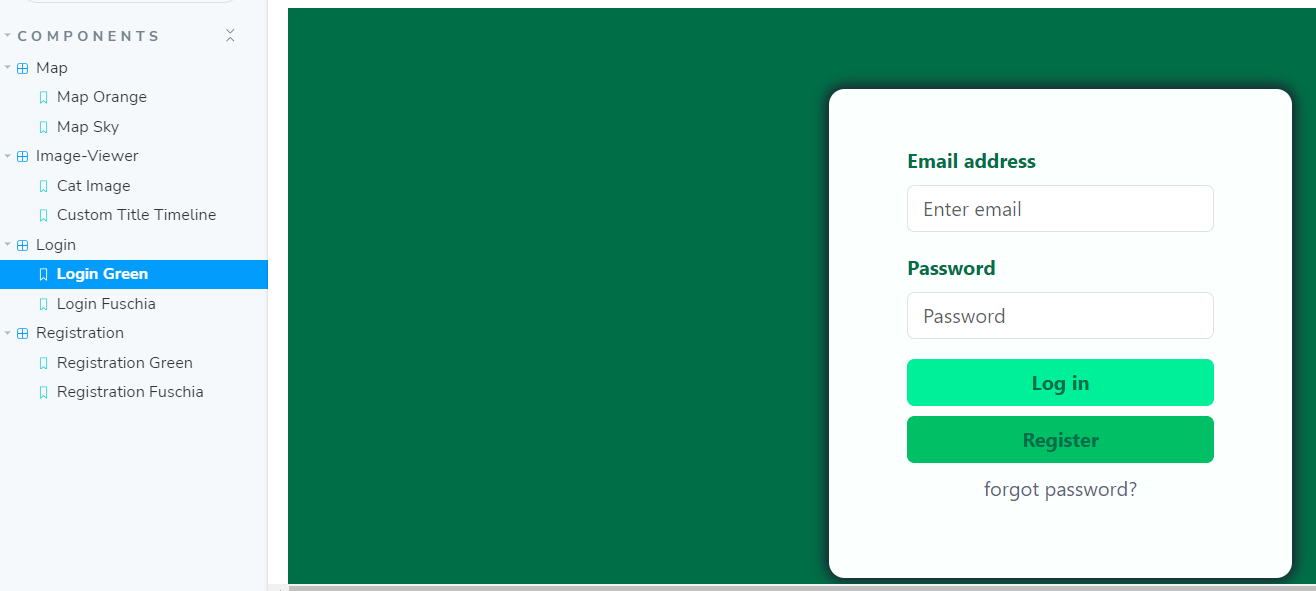 COMPONENTS
Map
Map Orange
Map Sky
Image-Viewer
Cat Image
Custom Title Timeline
Login
Login Green
Login Fuschia
Registration
Registration Green
Registration Fuschia
Email address
Enter email
Password
Password
Log in
Register
forgot password?